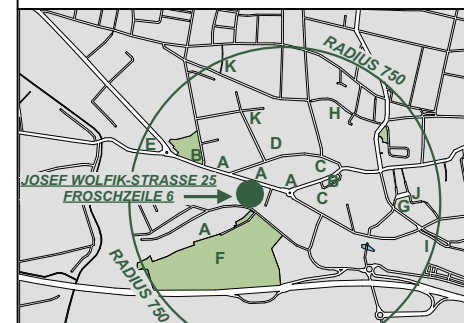 RADIUS 750
K
K
H
E
B
A
D
A
A
C
B
C
JOSEF WOLFIK-STRASSE 25
FROSCHZEILE 6
J
G
I
A
F
RADIUS 750